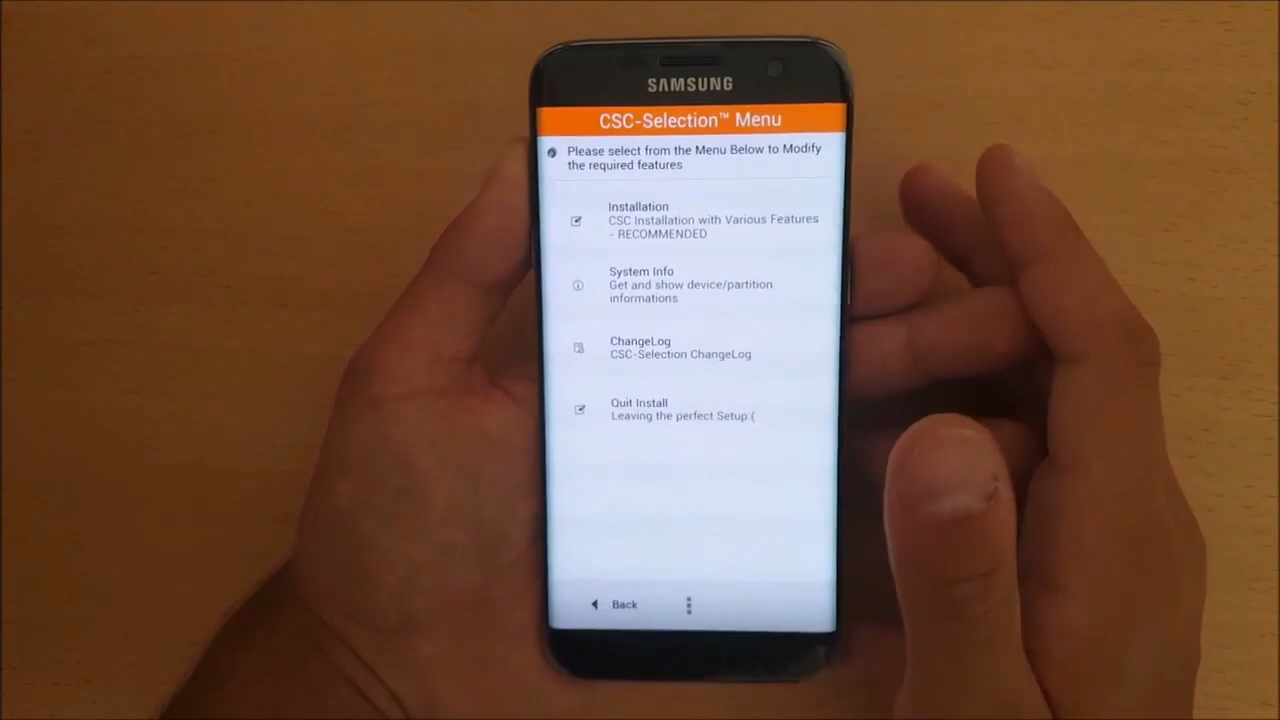 SAMSUNG
CSC-Selection™ Menu
Please select from the Menu Below to Modify
the required features
Installation
CSC Installation with Various Features
- RECOMMENDED
System Info
Get and show device/partition
informations
ChangeLog
CSC-Selection ChangeLog
Quit Install
Leaving the perfect Setup:(
Back